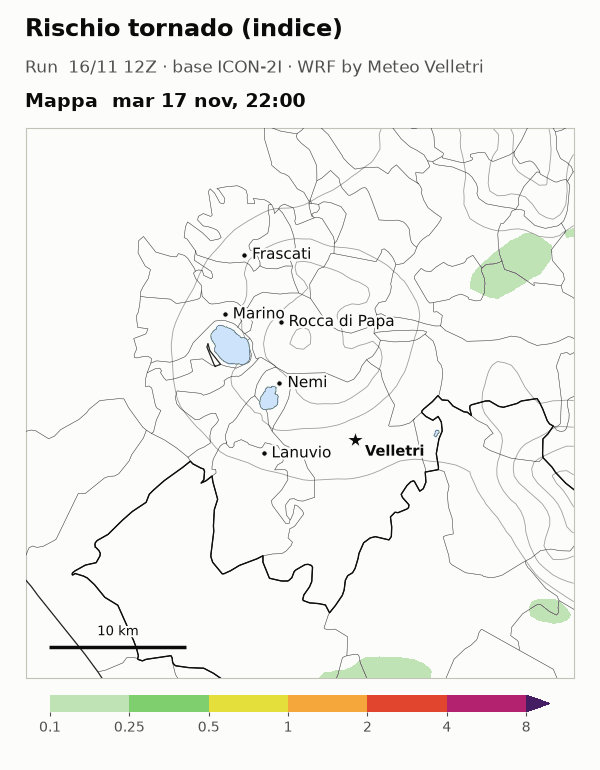 Rischio tornado (indice)
Run  16/11 12Z · base ICON-2I · WRF by Meteo Velletri
Mappa  mar 17 nov, 22:00
Frascati
Marino
Rocca di Papa
Nemi
Velletri
Lanuvio
10 km
0.1 0.25 0.5 1 2 4 8